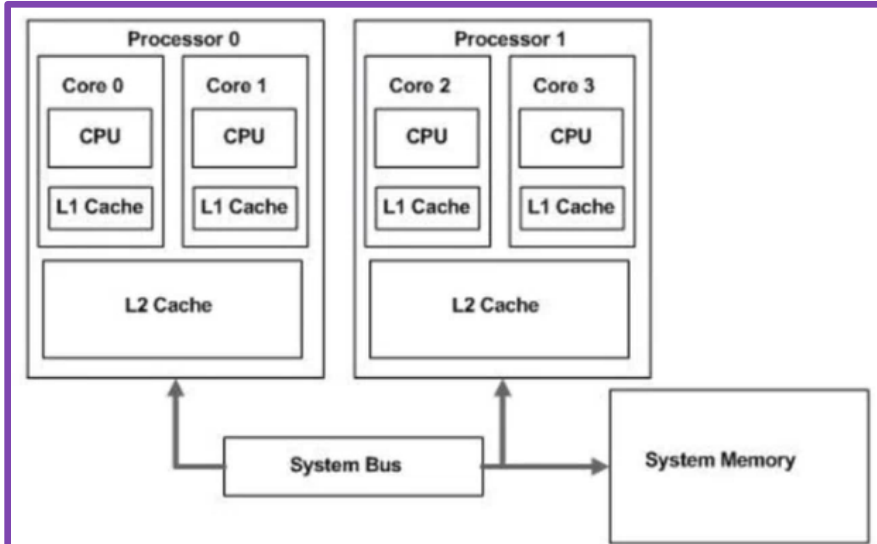 Processor 0
Core 0
CPU
L1 Cache
Core 1
CPU
L1 Cache
L2 Cache
Processor 1
Core 2
CPU
L1 Cache
Core 3
CPU
L1 Cache
L2 Cache
System Bus
System Memory